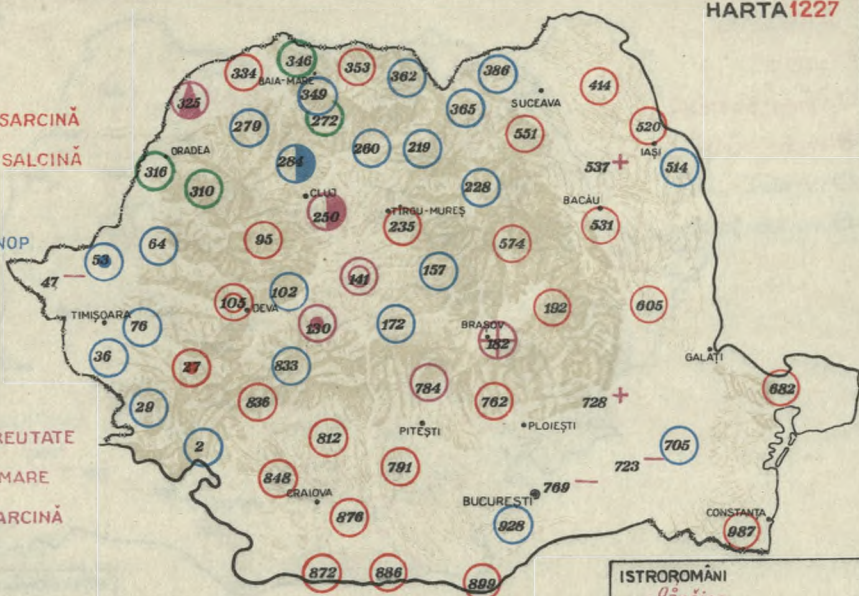 HARTA 1227
346
353
334
BAIA-MARE
362
386
325
349
414
SUCEAVA
365
SARCINĂ
272
279
551
520
IAȘI
260
219
SALCINĂ
ORADEA
284
537 +
514
316
310
228
CLUJ
BACĂU
250
TÎRGU-MUREȘ
235
531
NOP
64
95
574
53
47 —
157
141
102
105
DEVA
192
605
TIMIȘOARA
76
130
172
BRAȘOV
182
36
GALAȚI
27
833
784
682
29
836
762
728 +
PITEȘTI
PLOIEȘTI
REUTATE
812
2
705
791
723 —
MARE
848
769 —
CRAIOVA
BUCUREȘTI
ARCINĂ
876
928
CONSTANȚA
987
872
886
899
ISTROROMÂNI